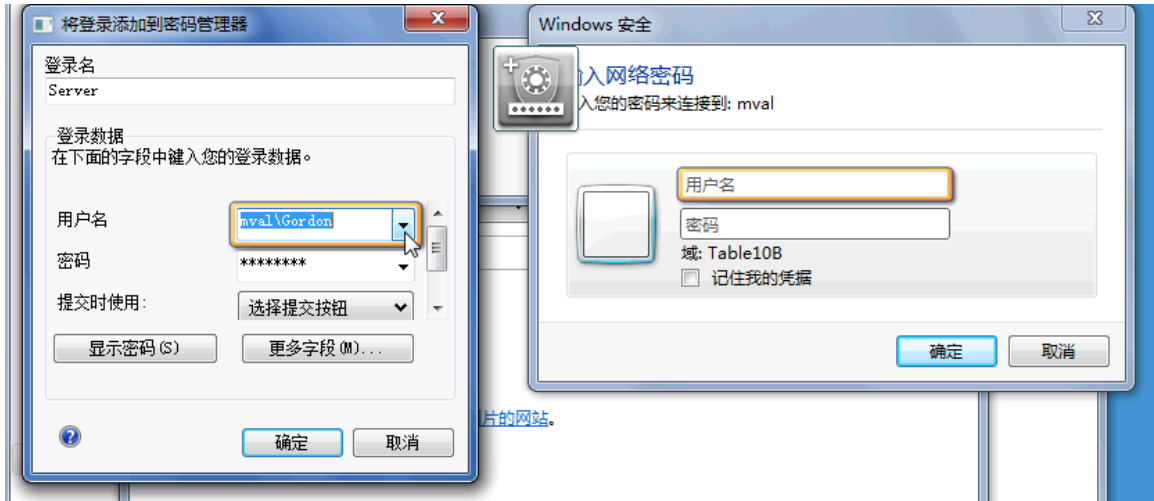 将登录添加到密码管理器
登录名
Server
登录数据
在下面的字段中键入您的登录数据。
用户名
mval\Gordon
密码
********
提交时使用:
选择提交按钮
显示密码(S)
更多字段(M)...
确定
取消
Windows 安全
入网络密码
入您的密码来连接到: mval
用户名
密码
域: Table10B
记住我的凭据
确定
取消
片的网站。